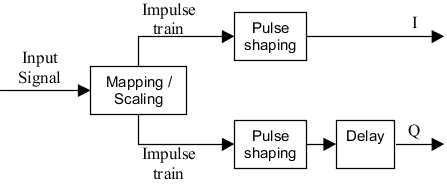 Impulse
train
Pulse
shaping
I
Input
Signal
Mapping /
Scaling
Impulse
train
Pulse
shaping
Delay
Q